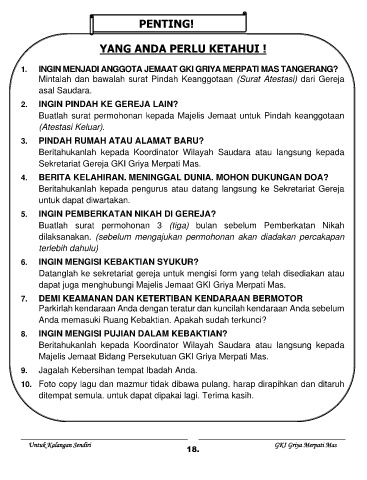 PENTING!
YANG ANDA PERLU KETAHUI !
1. INGIN MENJADI ANGGOTA JEMAAT GKI GRIYA MERPATI MAS TANGERANG?
Mintalah dan bawalah surat Pindah Keanggotaan (Surat Atestasi) dari Gereja
asal Saudara.
2. INGIN PINDAH KE GEREJA LAIN?
Buatlah surat permohonan kepada Majelis Jemaat untuk Pindah keanggotaan
(Atestasi Keluar).
3. PINDAH RUMAH ATAU ALAMAT BARU?
Beritahukanlah kepada Koordinator Wilayah Saudara atau langsung kepada
Sekretariat Gereja GKI Griya Merpati Mas.
4. BERITA KELAHIRAN. MENINGGAL DUNIA. MOHON DUKUNGAN DOA?
Beritahukanlah kepada pengurus atau datang langsung ke Sekretariat Gereja
untuk dapat diwartakan.
5. INGIN PEMBERKATAN NIKAH DI GEREJA?
Buatlah surat permohonan 3 (tiga) bulan sebelum Pemberkatan Nikah
dilaksanakan. (sebelum mengajukan permohonan akan diadakan percakapan
terlebih dahulu)
6. INGIN MENGISI KEBAKTIAN SYUKUR?
Datanglah ke sekretariat gereja untuk mengisi form yang telah disediakan atau
dapat juga menghubungi Majelis Jemaat GKI Griya Merpati Mas.
7. DEMI KEAMANAN DAN KETERTIBAN KENDARAAN BERMOTOR
Parkirlah kendaraan Anda dengan teratur dan kuncilah kendaraan Anda sebelum
Anda memasuki Ruang Kebaktian. Apakah sudah terkunci?
8. INGIN MENGISI PUJIAN DALAM KEBAKTIAN?
Beritahukanlah kepada Koordinator Wilayah Saudara atau langsung kepada
Majelis Jemaat Bidang Persekutuan GKI Griya Merpati Mas.
9. Jagalah Kebersihan tempat Ibadah Anda.
10. Foto copy lagu dan mazmur tidak dibawa pulang. harap dirapihkan dan ditaruh
ditempat semula. untuk dapat dipakai lagi. Terima kasih.
Untuk Kalangan Sendiri
GKI Griya Merpati Mas
18.